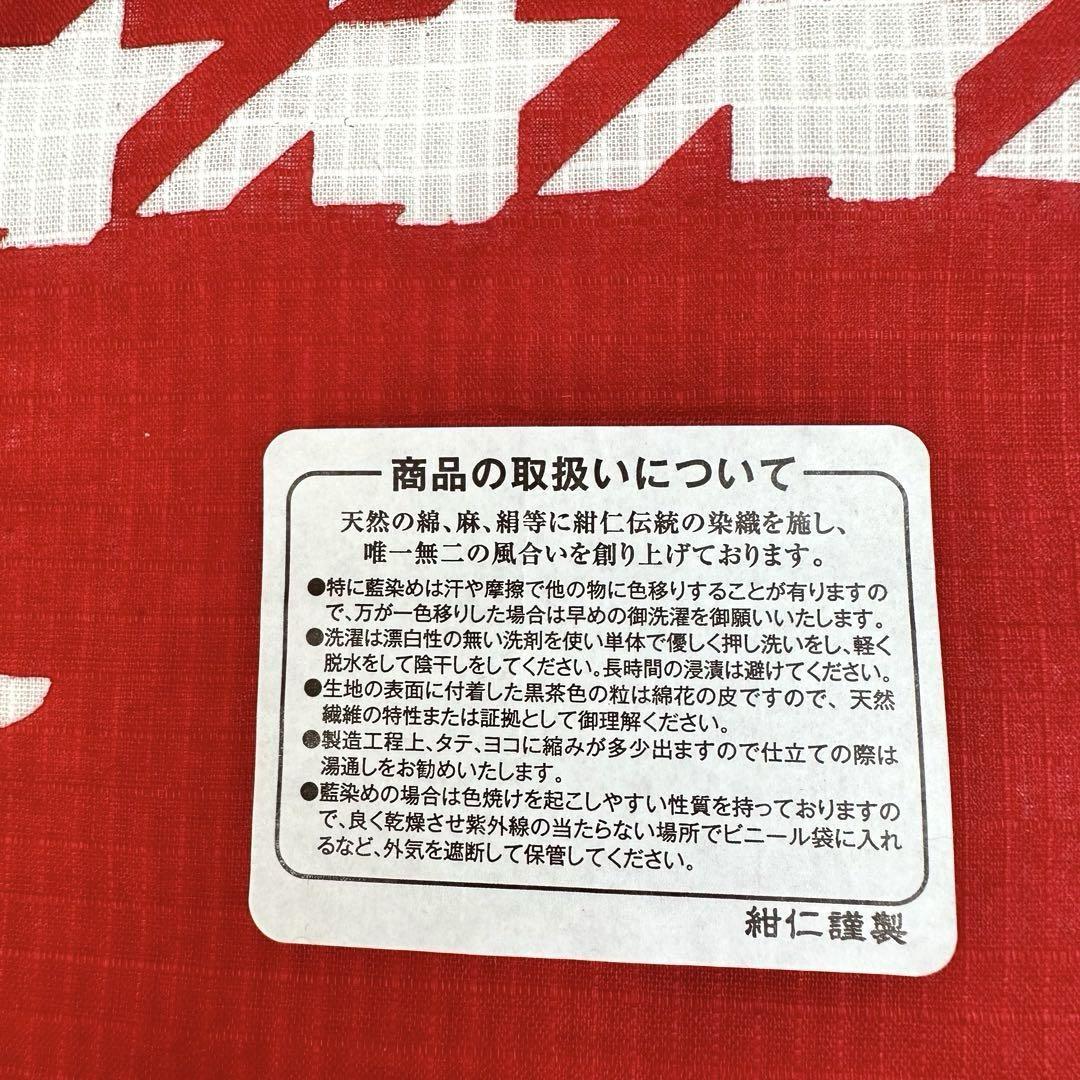 商品の取扱いについて
天然の綿、麻、絹等に紺仁伝統の染織を施し、
唯一無二の風合いを創り上げております。
●特に藍染めは汗や摩擦で他の物に色移りすることが有りますの
で、万が一色移りした場合は早めの御洗濯を御願いいたします。
●洗濯は漂白性の無い洗剤を使い単体で優しく押し洗いをし、軽く
脱水をして陰干しをしてください。長時間の浸漬は避けてください。
●生地の表面に付着した黒茶色の粒は綿花の皮ですので、天然
繊維の特性または証拠として御理解ください。
●製造工程上、タテ、ヨコに縮みが多少出ますので仕立ての際は
湯通しをお勧めいたします。
●藍染めの場合は色焼けを起こしやすい性質を持っておりますの
で、良く乾燥させ紫外線の当たらない場所でビニール袋に入れ
るなど、外気を遮断して保管してください。
紺仁謹製